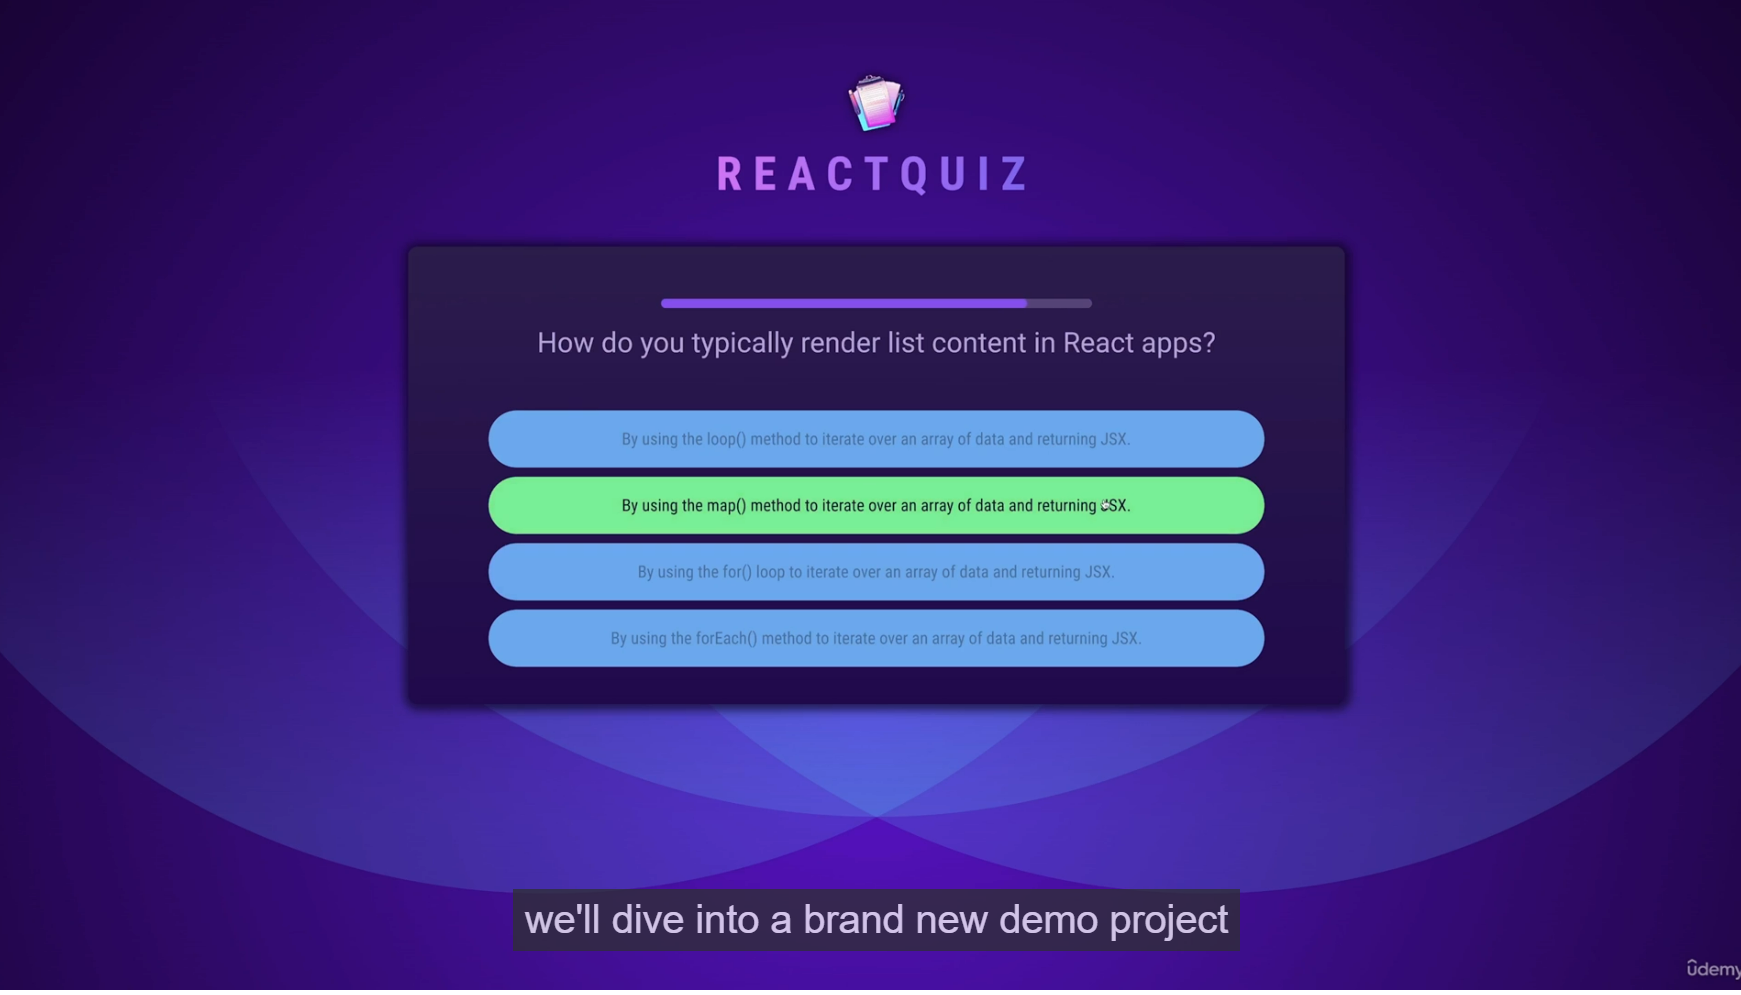 REACTQUIZ
How do you typically render list content in React apps?
By using the loop() method to iterate over an array of data and returning JSX.
By using the map() method to iterate over an array of data and returning JSX.
By using the for() loop to iterate over an array of data and returning JSX.
By using the forEach() method to iterate over an array of data and returning JSX.
we'll dive into a brand new demo project
udemy